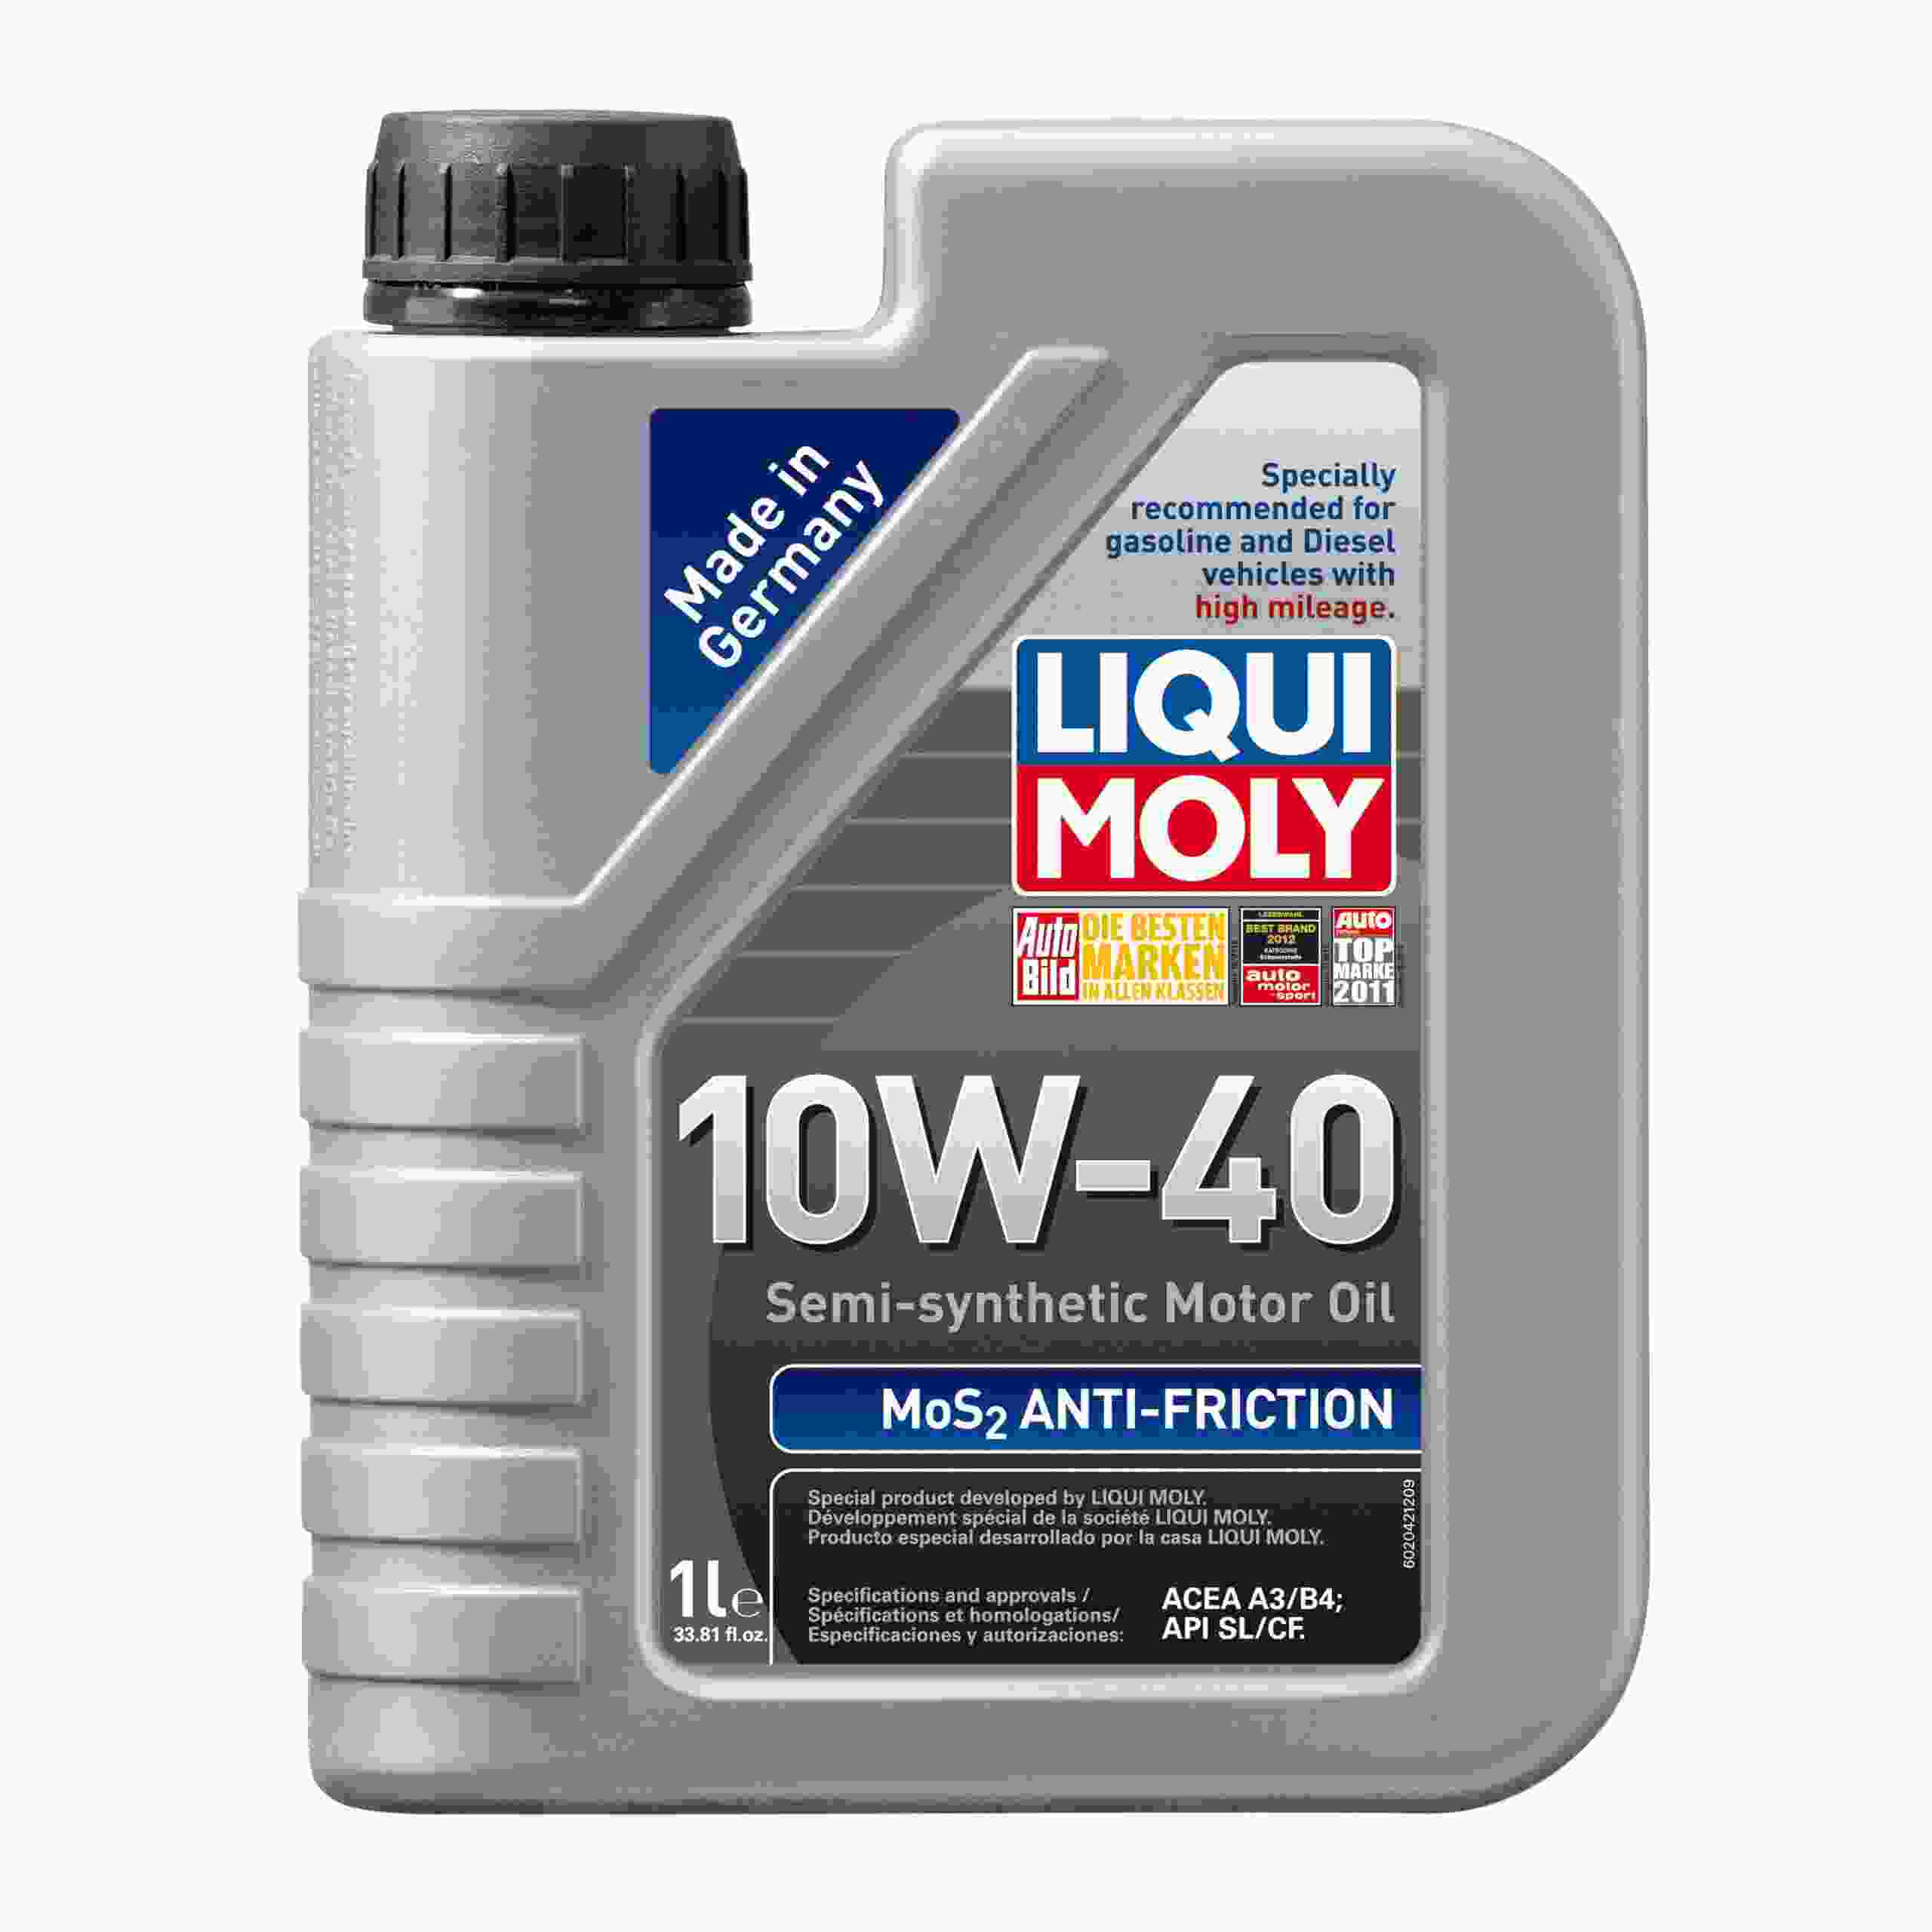 Made in
Germany
Specially
recommended for
gasoline and Diesel
vehicles with
high mileage.
LIQUI
MOLY
Auto
Bild
DIE BESTEN
MARKEN
IN ALLEN KLASSEN
LESERWAHL
BEST BRAND
2012
KATEGORIE
Schmierstoffe
auto
motor
sport
Auto
TOP
MARKE
2011
10W-40
Semi-synthetic Motor Oil
MoS2 ANTI-FRICTION
Special product developed by LIQUI MOLY.
Développement spécial de la société LIQUI MOLY.
Producto especial desarrollado por la casa LIQUI MOLY.
6020421209
1l e
33.81 fl.oz.
Specifications and approvals /
Spécifications et homologations/
Especificaciones y autorizaciones:
ACEA A3/B4;
API SL/CF.